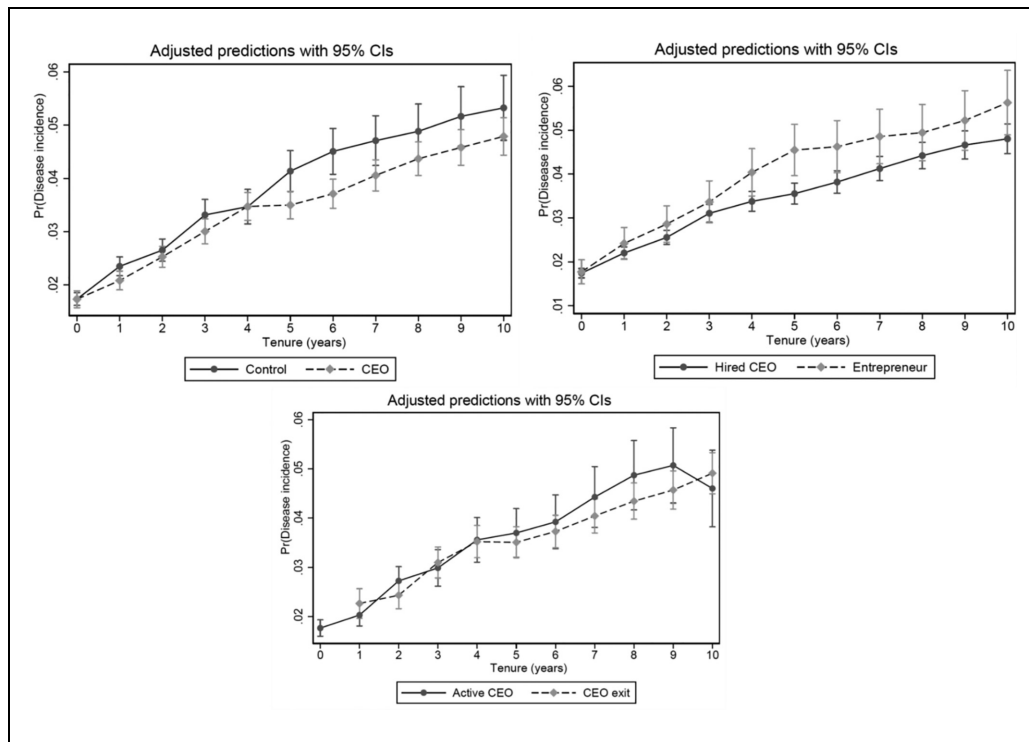 Adjusted predictions with 95% CIs
Pr(Disease incidence)
.06
.05
.04
.03
.02
0 1 2 3 4 5 6 7 8 9 10
Tenure (years)
Control CEO
Adjusted predictions with 95% CIs
Pr(Disease incidence)
.06
.05
.04
.03
.02
.01
0 1 2 3 4 5 6 7 8 9 10
Tenure (years)
Hired CEO Entrepreneur
Adjusted predictions with 95% CIs
Pr(Disease incidence)
.06
.05
.04
.03
.02
0 1 2 3 4 5 6 7 8 9 10
Tenure (years)
Active CEO CEO exit